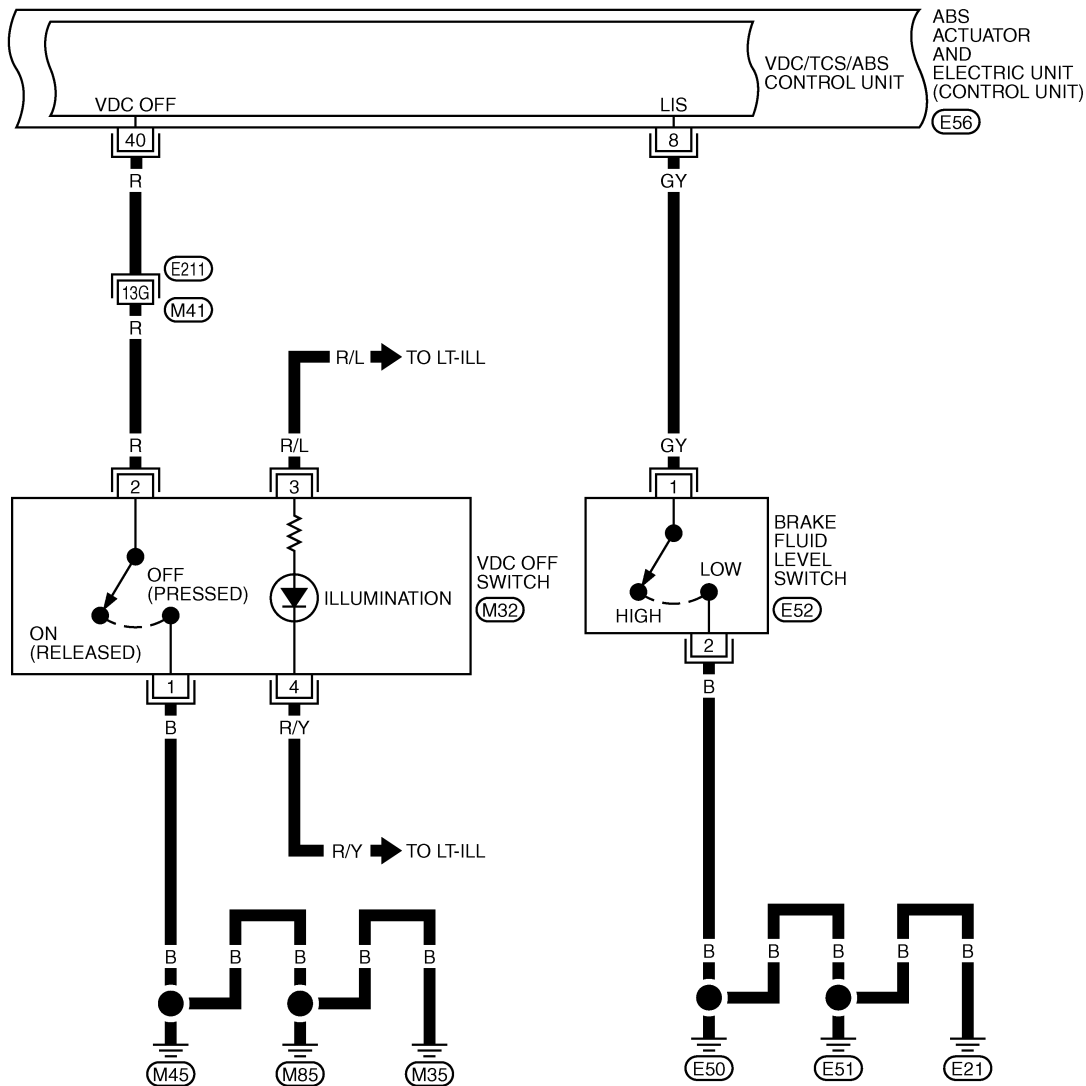 ABS
ACTUATOR
AND
ELECTRIC UNIT
(CONTROL UNIT)
E56
VDC/TCS/ABS
CONTROL UNIT
VDC OFF
LIS
40
8
R
GY
E211
13G
M41
R
R/L
TO LT-ILL
R
R/L
GY
2
3
1
OFF
(PRESSED)
ON
(RELEASED)
ILLUMINATION
VDC OFF
SWITCH
M32
LOW
HIGH
BRAKE
FLUID
LEVEL
SWITCH
E52
1
4
2
B
R/Y
B
R/Y
TO LT-ILL
B
B
B
B
B
B
B
B
B
B
M45
M85
M35
E50
E51
E21